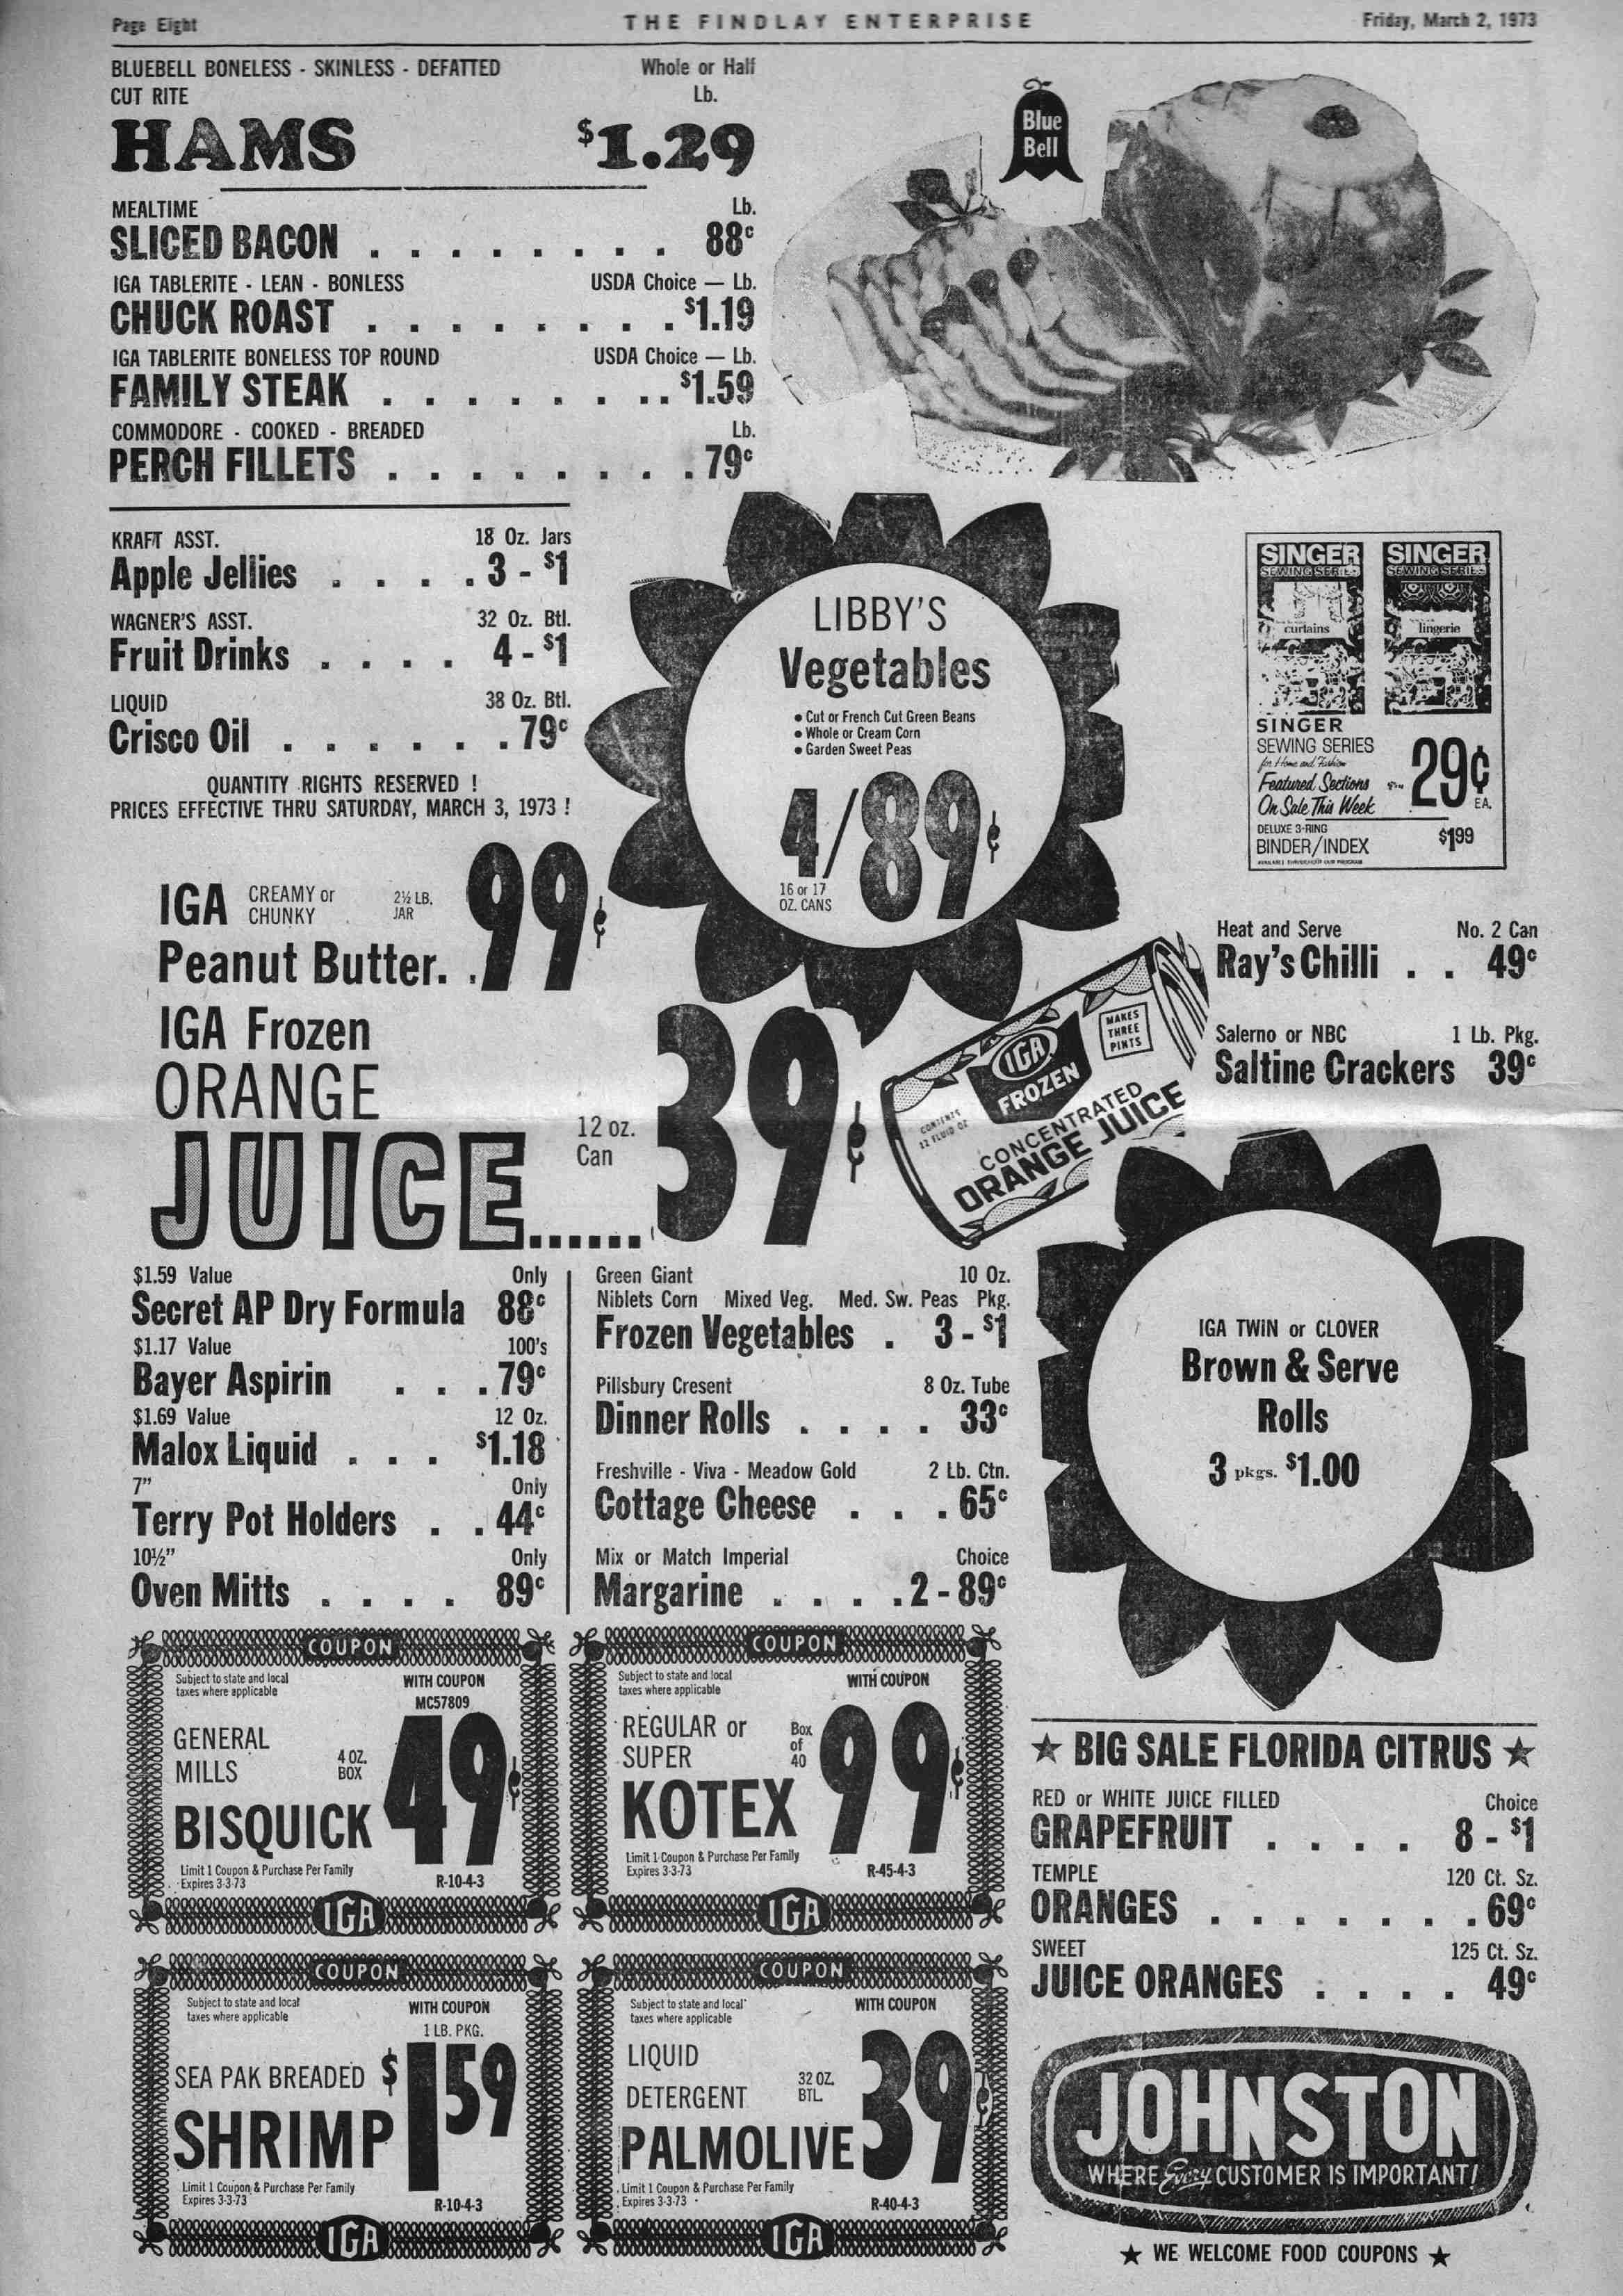 Page Eight
THE FINDLAY ENTERPRISE
Friday, March 2, 1973
BLUEBELL BONELESS - SKINLESS - DEFATTED
Whole or Half
CUT RITE
Lb.
HAMS
$1.29
Blue
Bell
MEALTIME
Lb.
SLICED BACON . . . . . . . . 88c
IGA TABLERITE - LEAN - BONLESS
USDA Choice — Lb.
CHUCK ROAST . . . . . . . . $1.19
IGA TABLERITE BONELESS TOP ROUND
USDA Choice — Lb.
FAMILY STEAK . . . . . . . . . $1.59
COMMODORE - COOKED - BREADED
Lb.
PERCH FILLETS . . . . . . . . 79c
KRAFT ASST.
18 Oz. Jars
Apple Jellies . . . . . 3 - $1
WAGNER'S ASST.
32 Oz. Btl.
Fruit Drinks . . . . 4 - $1
LIQUID
38 Oz. Btl.
Crisco Oil . . . . . . . 79c
QUANTITY RIGHTS RESERVED !
PRICES EFFECTIVE THRU SATURDAY, MARCH 3, 1973 !
LIBBY'S
Vegetables
• Cut or French Cut Green Beans
• Whole or Cream Corn
• Garden Sweet Peas
4/89¢
16 or 17
OZ. CANS
SINGER
SEWING SERIES
curtains
SINGER
SEWING SERIES
lingerie
SINGER
SEWING SERIES
for Home and Fashion
Featured Sections
On Sale This Week
29¢
EA.
DELUXE 3-RING
BINDER/INDEX
$1.99
IGA
CREAMY or
CHUNKY
2½ LB.
JAR
Peanut Butter. . 99¢
Heat and Serve
No. 2 Can
Ray's Chilli . . 49c
Salerno or NBC
1 Lb. Pkg.
Saltine Crackers 39c
IGA Frozen
ORANGE
JUICE......
12 oz.
Can
39¢
MAKES
THREE
PINTS
IGA
FROZEN
CONTENTS
12 FLUID OZ
CONCENTRATED
ORANGE JUICE
$1.59 Value
Only
Secret AP Dry Formula 88c
$1.17 Value
100's
Bayer Aspirin . . . 79c
$1.69 Value
12 Oz.
Malox Liquid . . . $1.18
7"
Only
Terry Pot Holders . . 44c
10½"
Only
Oven Mitts . . . . 89c
Green Giant
10 Oz.
Niblets Corn Mixed Veg. Med. Sw. Peas Pkg.
Frozen Vegetables . 3 - $1
Pillsbury Cresent
8 Oz. Tube
Dinner Rolls . . . . 33c
Freshville - Viva - Meadow Gold
2 Lb. Ctn.
Cottage Cheese . . . 65c
Mix or Match Imperial
Choice
Margarine . . . . 2 - 89c
IGA TWIN or CLOVER
Brown & Serve
Rolls
3 pkgs. $1.00
COUPON
Subject to state and local
taxes where applicable
WITH COUPON
MC57809
GENERAL
MILLS
4 OZ.
BOX
BISQUICK
49¢
Limit 1 Coupon & Purchase Per Family
Expires 3-3-73
R-10-4-3
IGA
COUPON
Subject to state and local
taxes where applicable
WITH COUPON
REGULAR or
SUPER
Box
of
40
KOTEX
99¢
Limit 1 Coupon & Purchase Per Family
Expires 3-3-73
R-45-4-3
IGA
COUPON
Subject to state and local
taxes where applicable
WITH COUPON
1 LB. PKG.
SEA PAK BREADED
SHRIMP
$1 59
Limit 1 Coupon & Purchase Per Family
Expires 3-3-73
R-10-4-3
IGA
COUPON
Subject to state and local
taxes where applicable
WITH COUPON
LIQUID
DETERGENT
32 OZ.
BTL.
PALMOLIVE
39¢
Limit 1 Coupon & Purchase Per Family
Expires 3-3-73
R-40-4-3
IGA
★ BIG SALE FLORIDA CITRUS ★
RED or WHITE JUICE FILLED
Choice
GRAPEFRUIT . . . . 8 - $1
TEMPLE
120 Ct. Sz.
ORANGES . . . . . . . 69c
SWEET
125 Ct. Sz.
JUICE ORANGES . . . . 49c
JOHNSTON
WHERE Every CUSTOMER IS IMPORTANT!
★ WE WELCOME FOOD COUPONS ★